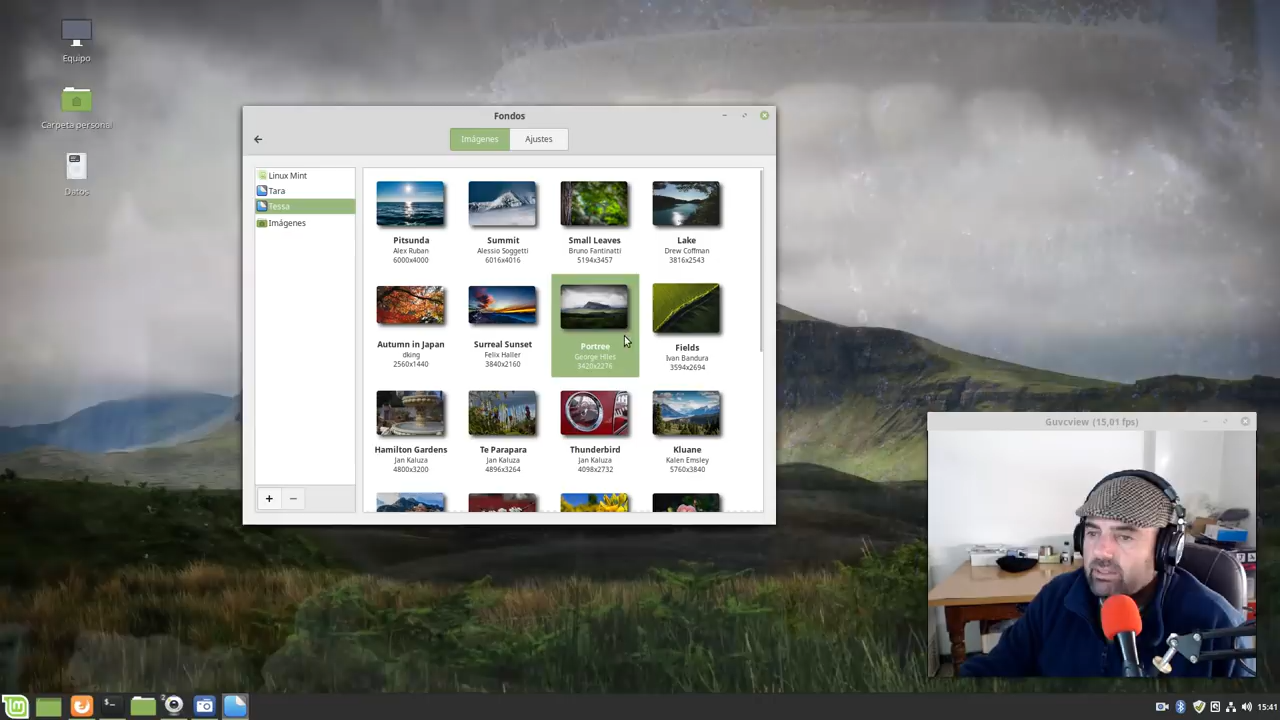 Equipo
Carpeta personal
Datos
Fondos
Imágenes
Ajustes
Linux Mint
Tara
Tessa
Imágenes
Pitsunda
Alex Ruban
6000x4000
Summit
Alessio Soggetti
6016x4016
Small Leaves
Bruno Fantinatti
5194x3457
Lake
Drew Coffman
3816x2543
Autumn in Japan
dking
2560x1440
Surreal Sunset
Felix Haller
3840x2160
Portree
George Hiles
3420x2276
Fields
Ivan Bandura
3594x2694
Hamilton Gardens
Jan Kaluza
4800x3200
Te Parapara
Jan Kaluza
4896x3264
Thunderbird
Jan Kaluza
4098x2732
Kluane
Kalen Emsley
5760x3840
Guvcview (15,01 fps)
2
15:41